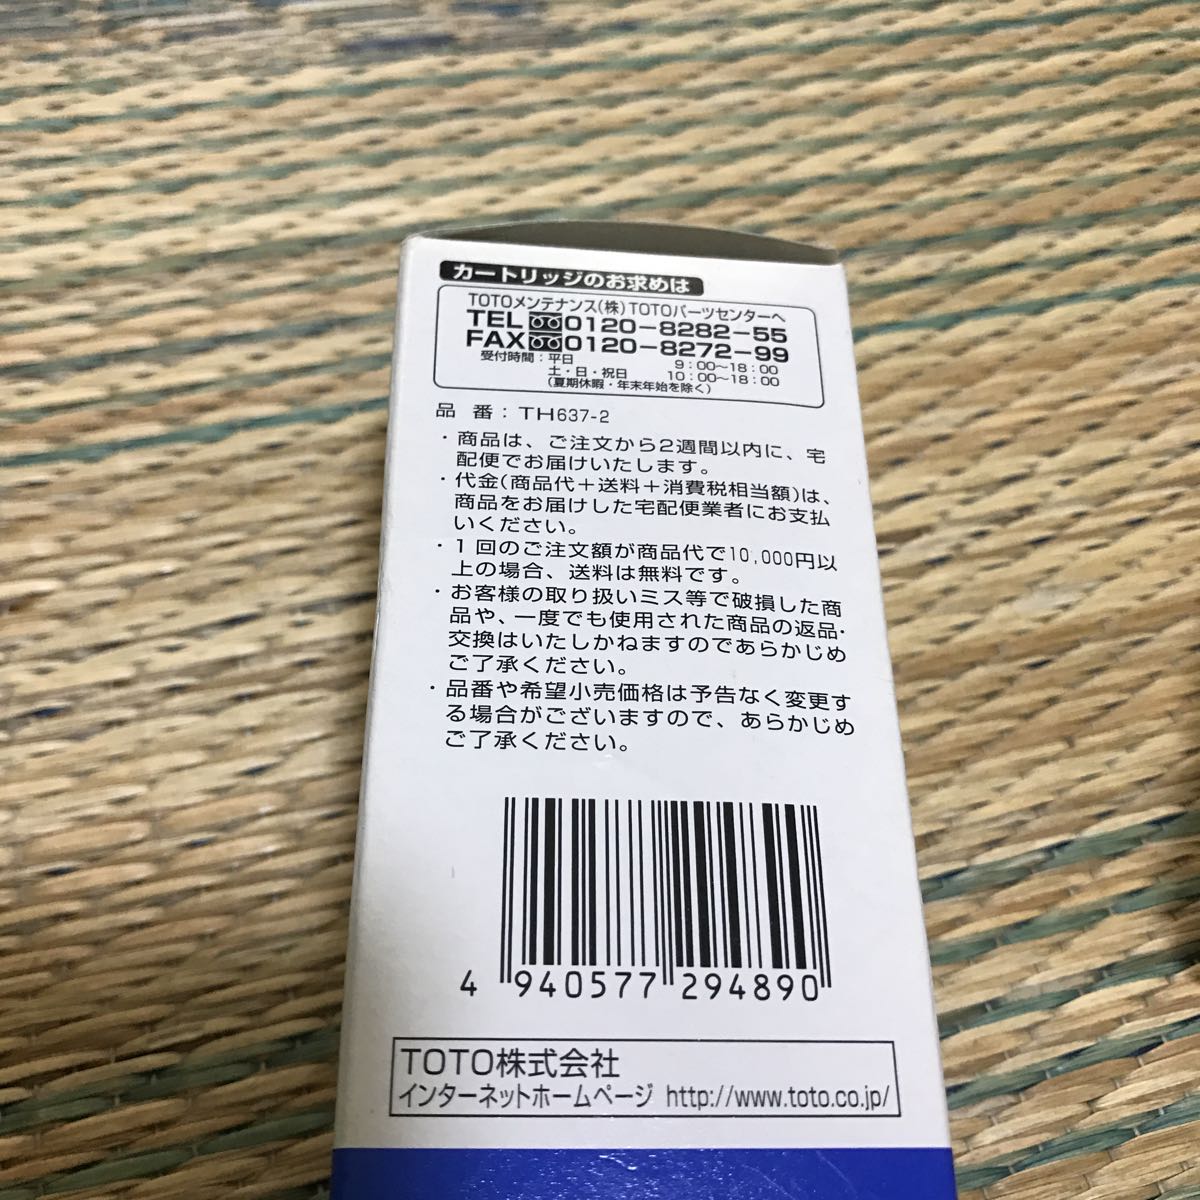 カートリッジのお求めは
TOTOメンテナンス(株)TOTOパーツセンターへ
TEL 0120-8282-55
FAX 0120-8272-99
受付時間：平日 9：00〜18：00
土・日・祝日 10：00〜18：00
(夏期休暇・年末年始を除く)
品 番：TH637-2
・商品は、ご注文から2週間以内に、宅
配便でお届けいたします。
・代金(商品代＋送料＋消費税相当額)は、
商品をお届けした宅配便業者にお支払
いください。
・1回のご注文額が商品代で10,000円以
上の場合、送料は無料です。
・お客様の取り扱いミス等で破損した商
品や、一度でも使用された商品の返品・
交換はいたしかねますのであらかじめ
ご了承ください。
・品番や希望小売価格は予告なく変更す
る場合がございますので、あらかじめ
ご了承ください。
4 940577 294890
TOTO株式会社
インターネットホームページ http://www.toto.co.jp/